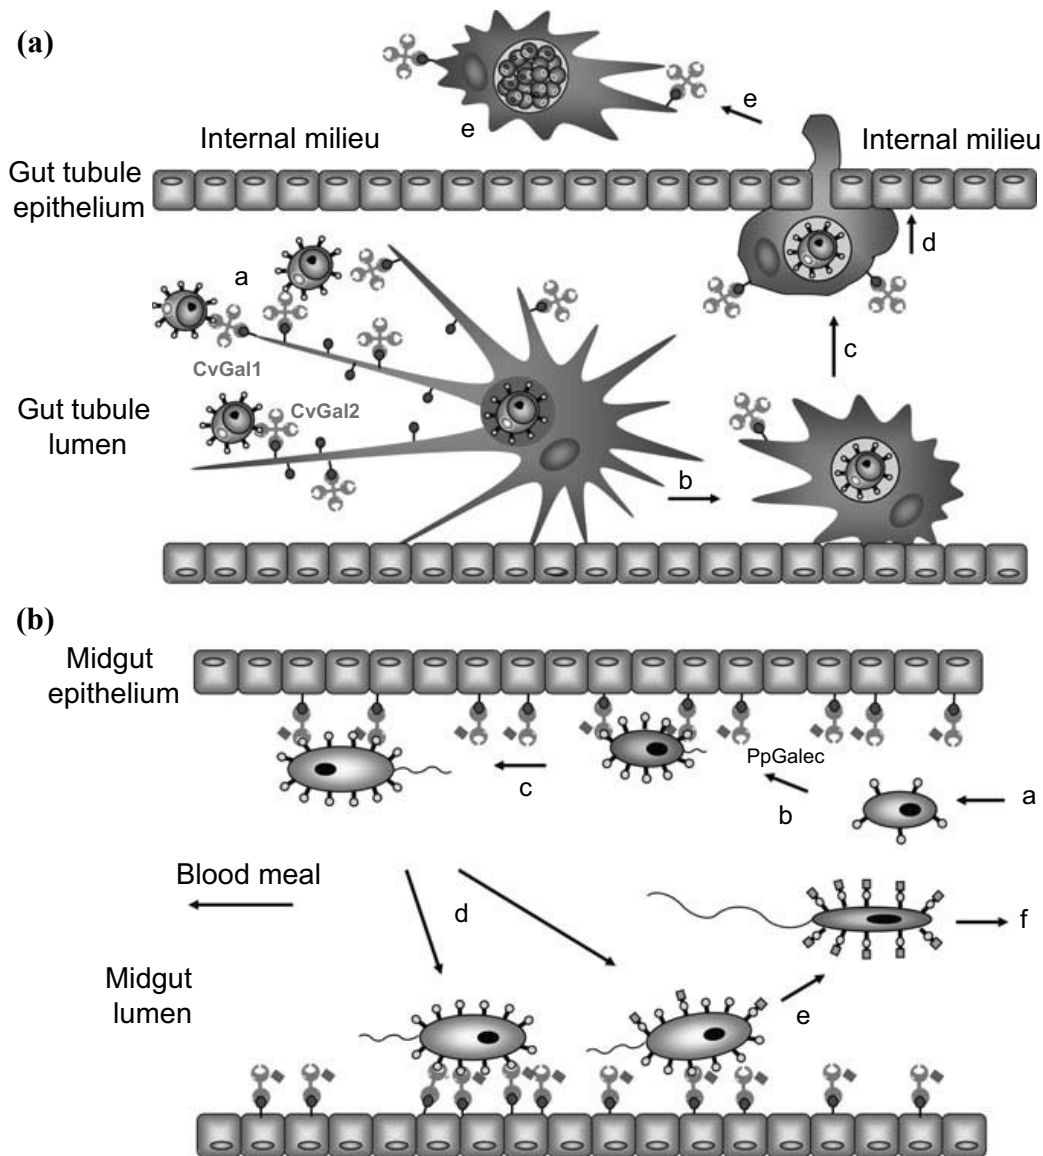 (a)
e
e
Internal milieu
Internal milieu
Gut tubule
epithelium
d
a
c
CvGal1
CvGal2
Gut tubule
lumen
b
(b)
Midgut
epithelium
PpGalec
c
b
a
Blood meal
d
f
Midgut
lumen
e